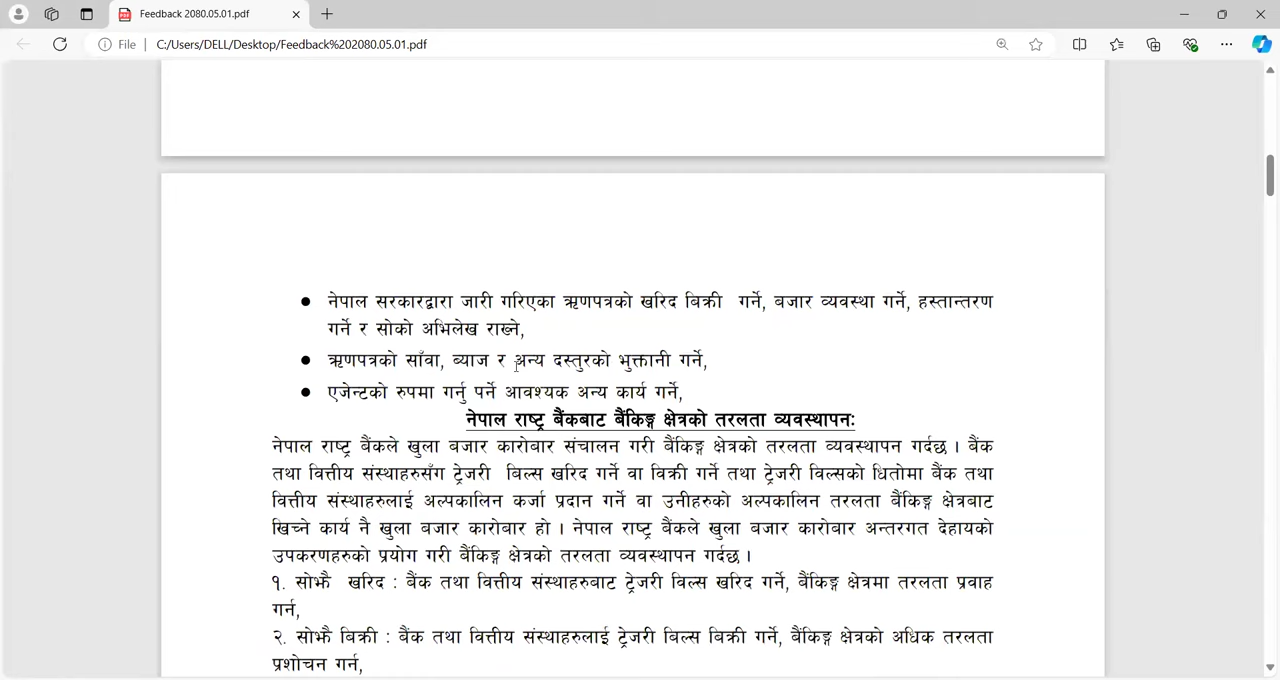 Feedback 2080.05.01.pdf
File | C:/Users/DELL/Desktop/Feedback%202080.05.01.pdf
● नेपाल सरकारद्वारा जारी गरिएका ऋणपत्रको खरिद बिक्री गर्ने, बजार व्यवस्था गर्ने, हस्तान्तरण
गर्ने र सोको अभिलेख राख्ने,
● ऋणपत्रको साँवा, ब्याज र अन्य दस्तुरको भुक्तानी गर्ने,
● एजेन्टको रुपमा गर्नु पर्ने आवश्यक अन्य कार्य गर्ने,
नेपाल राष्ट्र बैंकबाट बैंकिङ्ग क्षेत्रको तरलता व्यवस्थापनः
नेपाल राष्ट्र बैंकले खुला बजार कारोबार संचालन गरी बैंकिङ्ग क्षेत्रको तरलता व्यवस्थापन गर्दछ । बैंक
तथा वित्तीय संस्थाहरुसँग ट्रेजरी बिल्स खरिद गर्ने वा विक्री गर्ने तथा ट्रेजरी विल्सको धितोमा बैंक तथा
वित्तीय संस्थाहरुलाई अल्पकालिन कर्जा प्रदान गर्ने वा उनीहरुको अल्पकालिन तरलता बैंकिङ्ग क्षेत्रबाट
खिच्ने कार्य नै खुला बजार कारोबार हो । नेपाल राष्ट्र बैंकले खुला बजार कारोबार अन्तरगत देहायको
उपकरणहरुको प्रयोग गरी बैंकिङ्ग क्षेत्रको तरलता व्यवस्थापन गर्दछ ।
१. सोझै खरिद : बैंक तथा वित्तीय संस्थाहरुबाट ट्रेजरी विल्स खरिद गर्ने, बैंकिङ्ग क्षेत्रमा तरलता प्रवाह
गर्न,
२. सोझै बिक्री : बैंक तथा वित्तीय संस्थाहरुलाई ट्रेजरी बिल्स बिक्री गर्ने, बैंकिङ्ग क्षेत्रको अधिक तरलता
प्रशोचन गर्न,